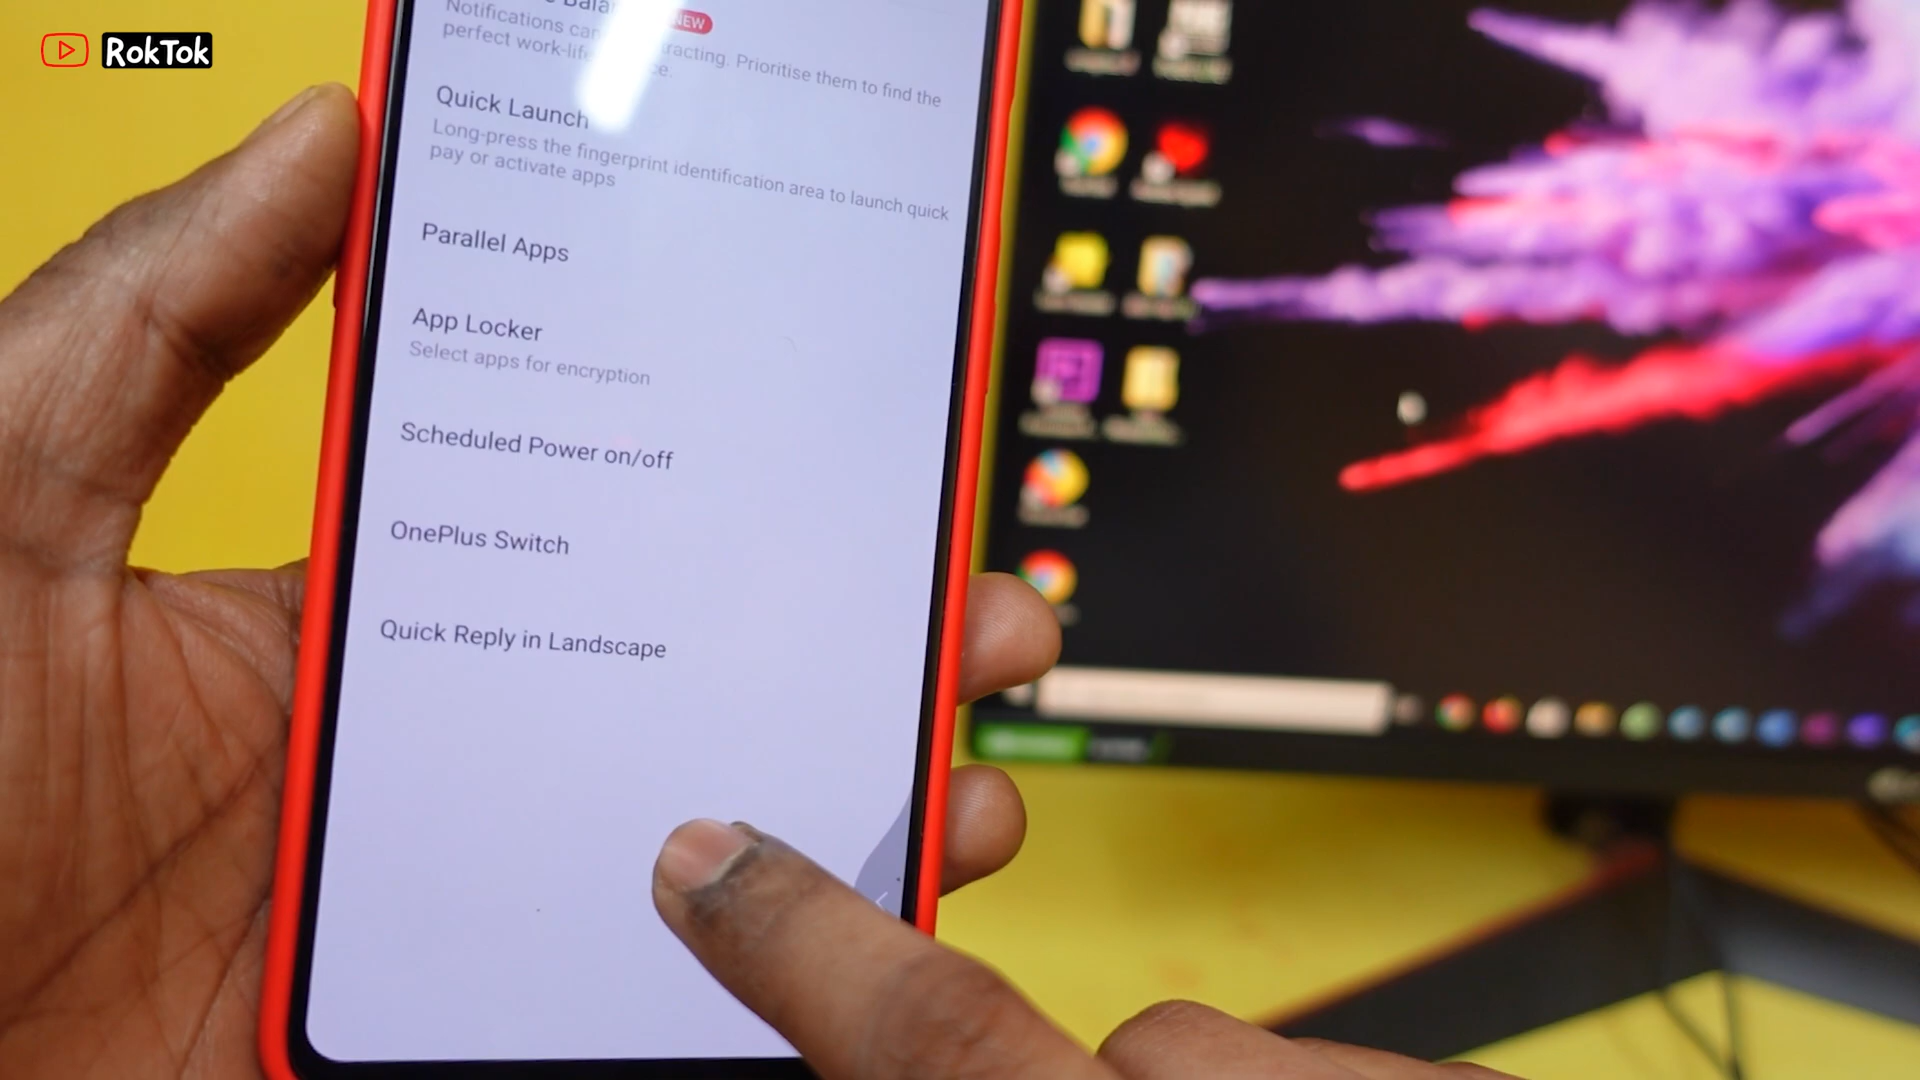 RokTok
NEW
Notifications can
racting. Prioritise them to find the
perfect work-lif
ce.
Quick Launch
Long-press the fingerprint identification area to launch quick
pay or activate apps
Parallel Apps
App Locker
Select apps for encryption
Scheduled Power on/off
OnePlus Switch
Quick Reply in Landscape